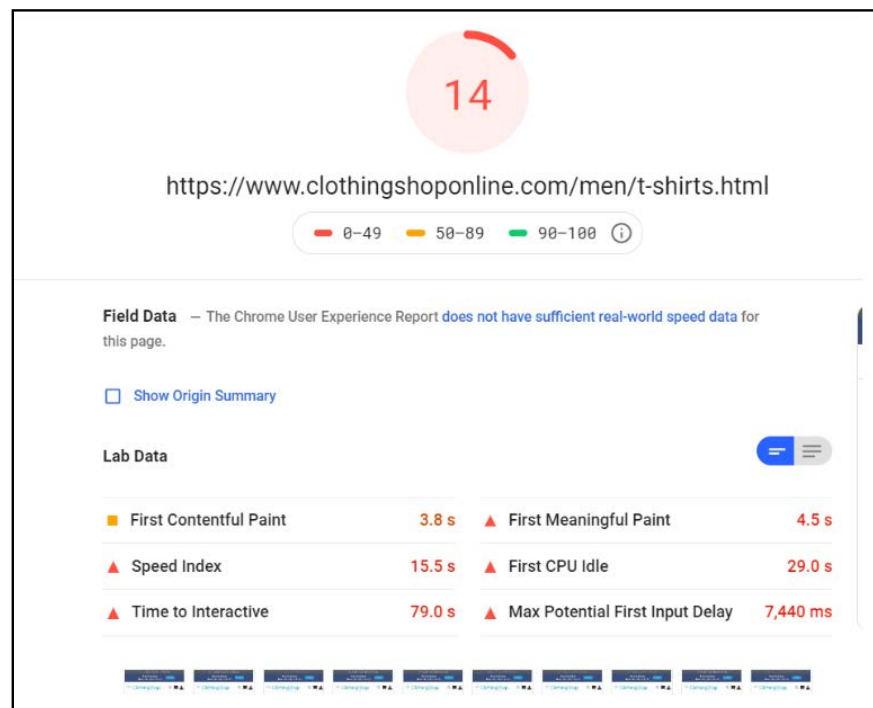 14
https://www.clothingshoponline.com/men/t-shirts.html
0–49 50–89 90–100
Field Data — The Chrome User Experience Report does not have sufficient real-world speed data for
this page.
Show Origin Summary
Lab Data
First Contentful Paint 3.8 s
First Meaningful Paint 4.5 s
Speed Index 15.5 s
First CPU Idle 29.0 s
Time to Interactive 79.0 s
Max Potential First Input Delay 7,440 ms